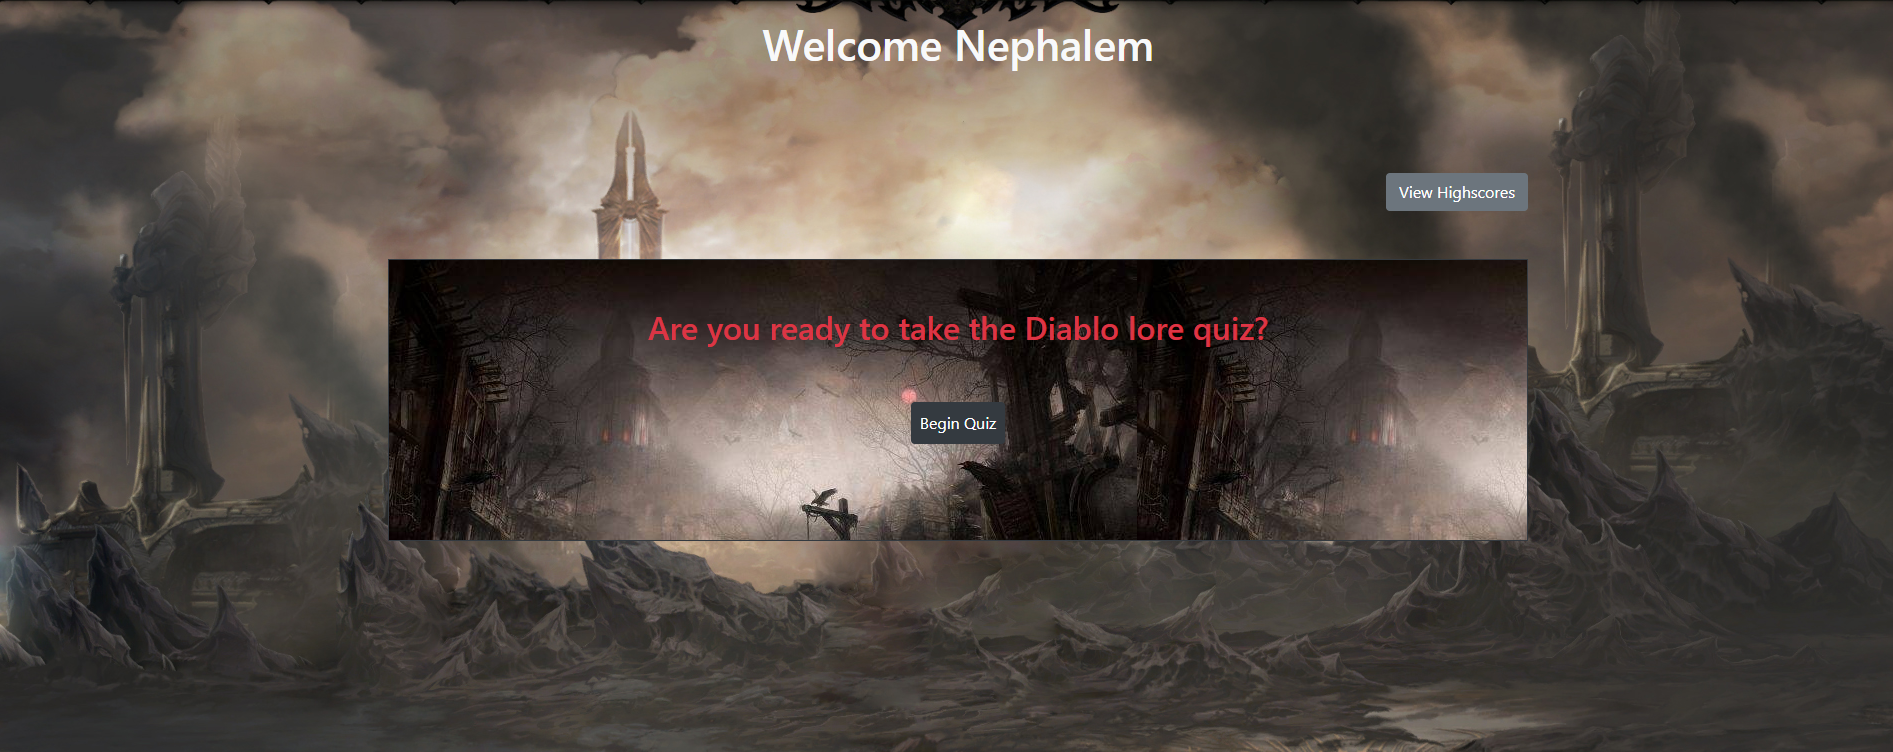 Welcome Nephalem
View Highscores
Are you ready to take the Diablo lore quiz?
Begin Quiz